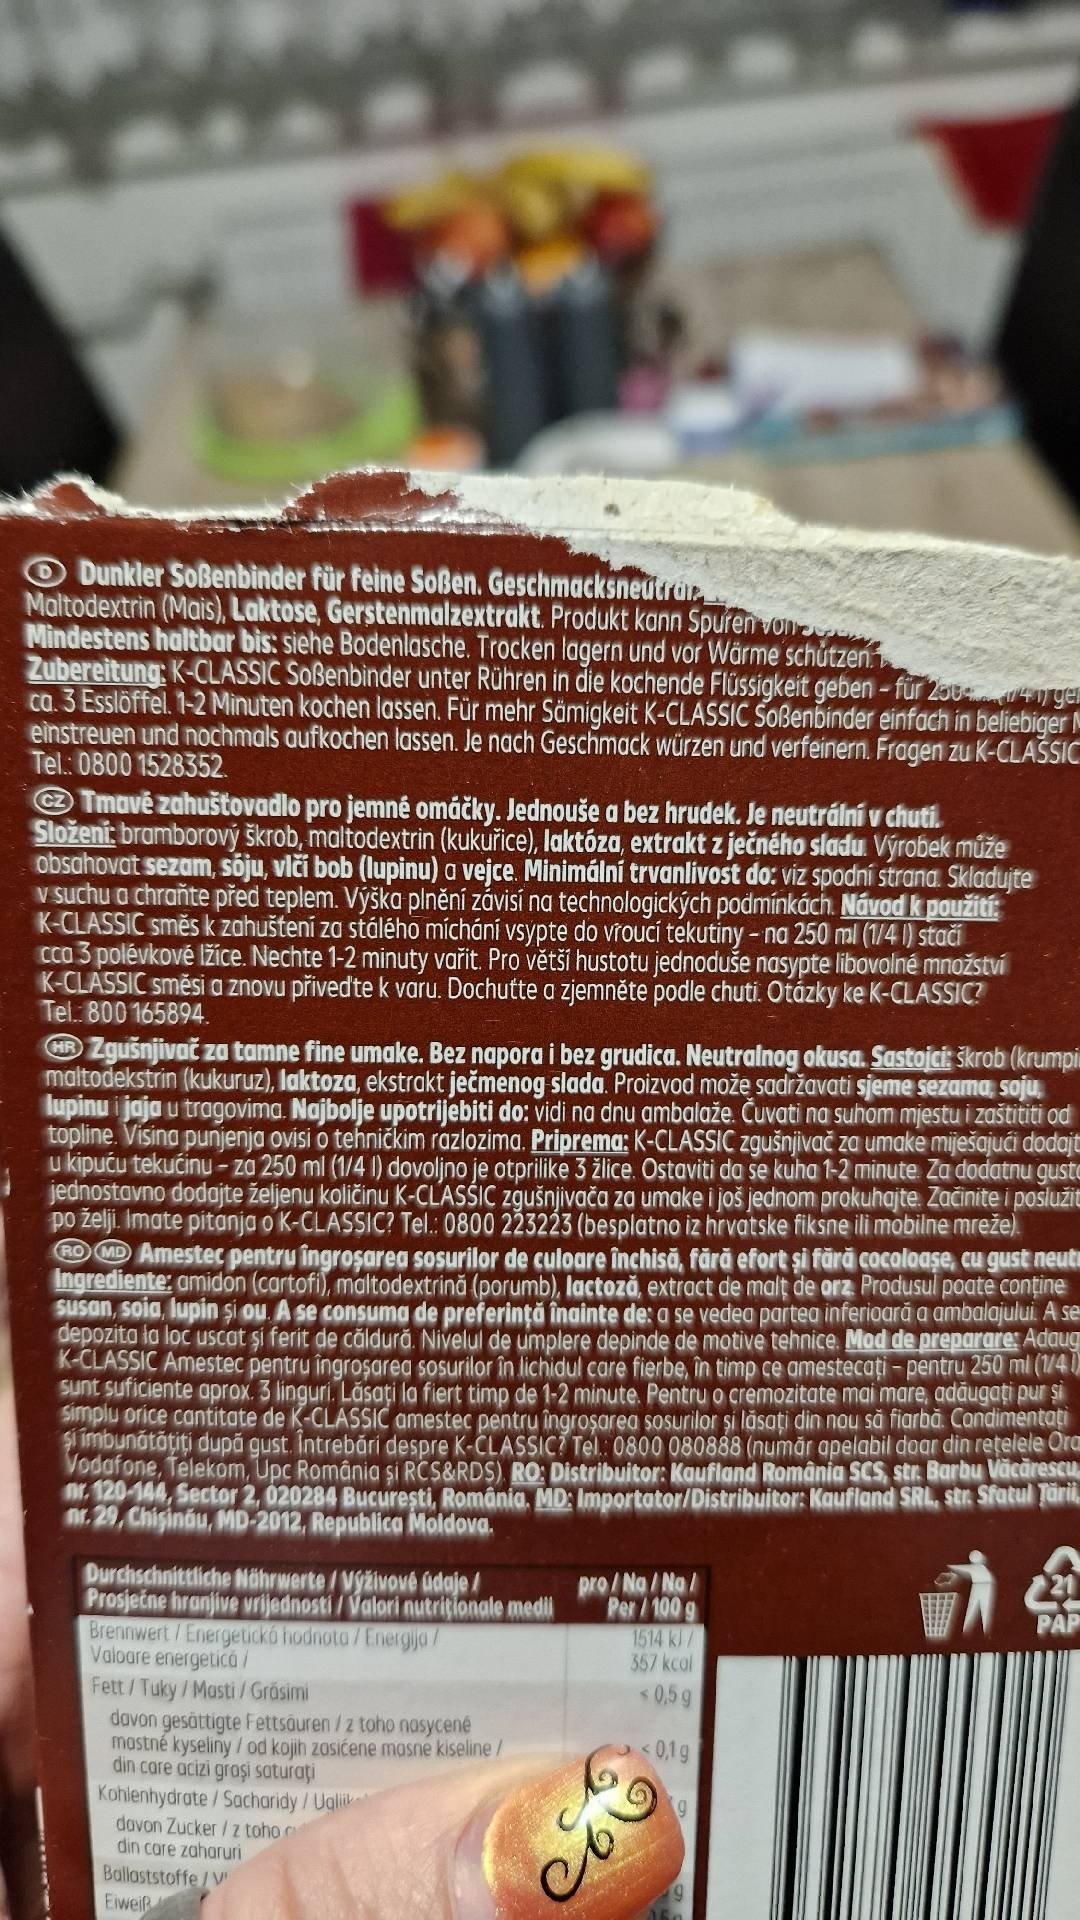 D Dunkler Soßenbinder für feine Soßen.
Maltodextrin (Mais), Laktose, Gerstenmalzextrakt. Produkt kann Spuren von
Mindestens haltbar bis: siehe Bodenlasche. Trocken lagern und vor Wärme schützen.
Zubereitung: K-CLASSIC Soßenbinder unter Rühren in die kochende Flüssigkeit geben – für
ca. 3 Esslöffel. 1-2 Minuten kochen lassen. Für mehr Sämigkeit K-CLASSIC Soßenbinder einfach in beliebiger
einstreuen und nochmals aufkochen lassen. Je nach Geschmack würzen und verfeinern. Fragen zu K-CLASSIC
Tel.: 0800 1528352.
CZ Tmavé zahušťovadlo pro jemné omáčky. Jednouše a bez hrudek. Je neutrální v chuti.
Složení: bramborový škrob, maltodextrin (kukuřice), laktóza, extrakt z ječného sladu. Výrobek může
obsahovat sezam, sóju, vlčí bob (lupinu) a vejce. Minimální trvanlivost do: viz spodní strana. Skladujte
v suchu a chraňte před teplem. Výška plnění závisí na technologických podmínkách. Návod k použití:
K-CLASSIC směs k zahuštění za stálého míchání vsypte do vroucí tekutiny – na 250 ml (1/4 l) stačí
cca 3 polévkové lžíce. Nechte 1-2 minuty vařit. Pro větší hustotu jednoduše nasypte libovolné množství
K-CLASSIC směsi a znovu přiveďte k varu. Dochuťte a zjemněte podle chuti. Otázky ke K-CLASSIC?
Tel.: 800 165894.
HR Zgušnjivač za tamne fine umake. Bez napora i bez grudica. Neutralnog okusa. Sastojci: škrob (krumpi
maltodekstrin (kukuruz), laktoza, ekstrakt ječmenog slada. Proizvod može sadržavati sjeme sezama, soju,
lupinu i jaja u tragovima. Najbolje upotrijebiti do: vidi na dnu ambalaže. Čuvati na suhom mjestu i zaštititi od
topline. Visina punjenja ovisi o tehničkim razlozima. Priprema: K-CLASSIC zgušnjivač za umake miješajući dodajt
u kipuću tekućinu – za 250 ml (1/4 l) dovoljno je otprilike 3 žlice. Ostaviti da se kuha 1-2 minute. Za dodatnu gusto
jednostavno dodajte željenu količinu K-CLASSIC zgušnjivača za umake i još jednom prokuhajte. Začinite i poslužit
po želji. Imate pitanja o K-CLASSIC? Tel.: 0800 223223 (besplatno iz hrvatske fiksne ili mobilne mreže).
RO MD Amestec pentru îngroșarea sosurilor de culoare închisă, fără efort și fără cocoloașe, cu gust neut
Ingrediente: amidon (cartofi), maltodextrină (porumb), lactoză, extract de malț de orz. Produsul poate conține
susan, soia, lupin și ou. A se consuma de preferință înainte de: a se vedea partea inferioară a ambalajului. A se
depozita la loc uscat și ferit de căldură. Nivelul de umplere depinde de motive tehnice. Mod de preparare: Adaug
K-CLASSIC Amestec pentru îngroșarea sosurilor în lichidul care fierbe, în timp ce amestecați – pentru 250 ml (1/4 l)
sunt suficiente aprox. 3 linguri. Lăsați la fiert timp de 1-2 minute. Pentru o cremozitate mai mare, adăugați pur și
simplu orice cantitate de K-CLASSIC amestec pentru îngroșarea sosurilor și lăsați din nou să fiarbă. Condimentați
și îmbunătățiți după gust. Întrebări despre K-CLASSIC? Tel.: 0800 080888 (număr apelabil doar din rețelele Ora
Vodafone, Telekom, Upc România și RCS&RDS). RO: Distribuitor: Kaufland România SCS, str. Barbu Văcărescu,
nr. 120-144, Sector 2, 020284 București, România. MD: Importator/Distribuitor: Kaufland SRL, str. Sfatul Țării,
nr. 29, Chișinău, MD-2012, Republica Moldova.
Durchschnittliche Nährwerte / Výživové údaje / pro / Na / Na /
Prosječne hranjive vrijednosti / Valori nutriționale medii Per / 100 g
Brennwert / Energetická hodnota / Energija / 1514 kJ /
Valoare energetică / 357 kcal
Fett / Tuky / Masti / Grăsimi < 0,5 g
davon gesättigte Fettsäuren / z toho nasycené
mastné kyseliny / od kojih zasićene masne kiseline / < 0,1 g
din care acizi grași saturați
Kohlenhydrate / Sacharidy / g
davon Zucker / z toho
din care zaharuri
Ballaststoffe /
Eiweiß g
21
PAP